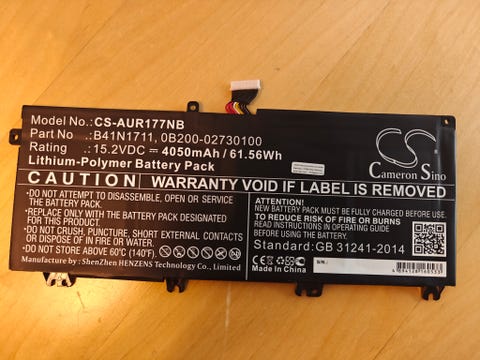 Model No.:CS-AUR177NB
Part No .: B41N1711, 0B200-02730100
Rating .: 15.2VDC⎓ 4050mAh / 61.56Wh
Lithium-Polymer Battery Pack
Cameron Sino
CAUTION WARRANTY VOID IF LABEL IS REMOVED
•DO NOT ATTEMPT TO DISASSEMBLE, OPEN OR SERVICE
THE BATTERY PACK.
•REPLACE ONLY WITH THE BATTERY PACK DESIGNATED
FOR THIS PRODUCT.
•DO NOT CRUSH, PUNCTURE, SHORT EXTERNAL CONTACTS
OR DISPOSE OF IN FIRE OR WATER.
•DO NOT STORE ABOVE 60°C (140°F).
Manufacture by : ShenZhen HENZENS Technology Co., Limited
ATTENTION!
NEW BATTERY PACK MUST BE FULLY CHARGED BEFORE USE
TO REDUCE RISK OF FIRE OR BURNS
READ INSTRUCTIONS IN OPERATING GUIDE
BEFORE USING BATTERY.
Standard:GB 31241-2014
CE FC
Made In China
S/N:
4894128168533